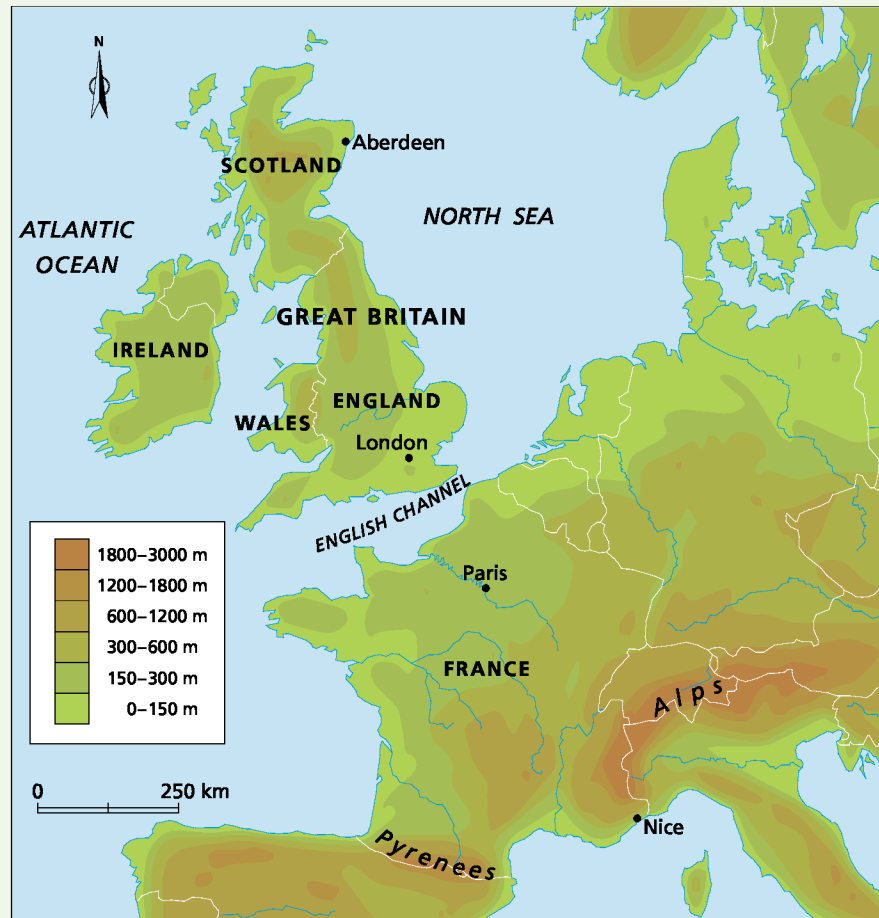 N
Aberdeen
SCOTLAND
NORTH SEA
ATLANTIC
OCEAN
GREAT BRITAIN
IRELAND
ENGLAND
WALES
London
ENGLISH CHANNEL
1800–3000 m
1200–1800 m
600–1200 m
300–600 m
150–300 m
0–150 m
Paris
FRANCE
Alps
0 250 km
Nice
Pyrenees